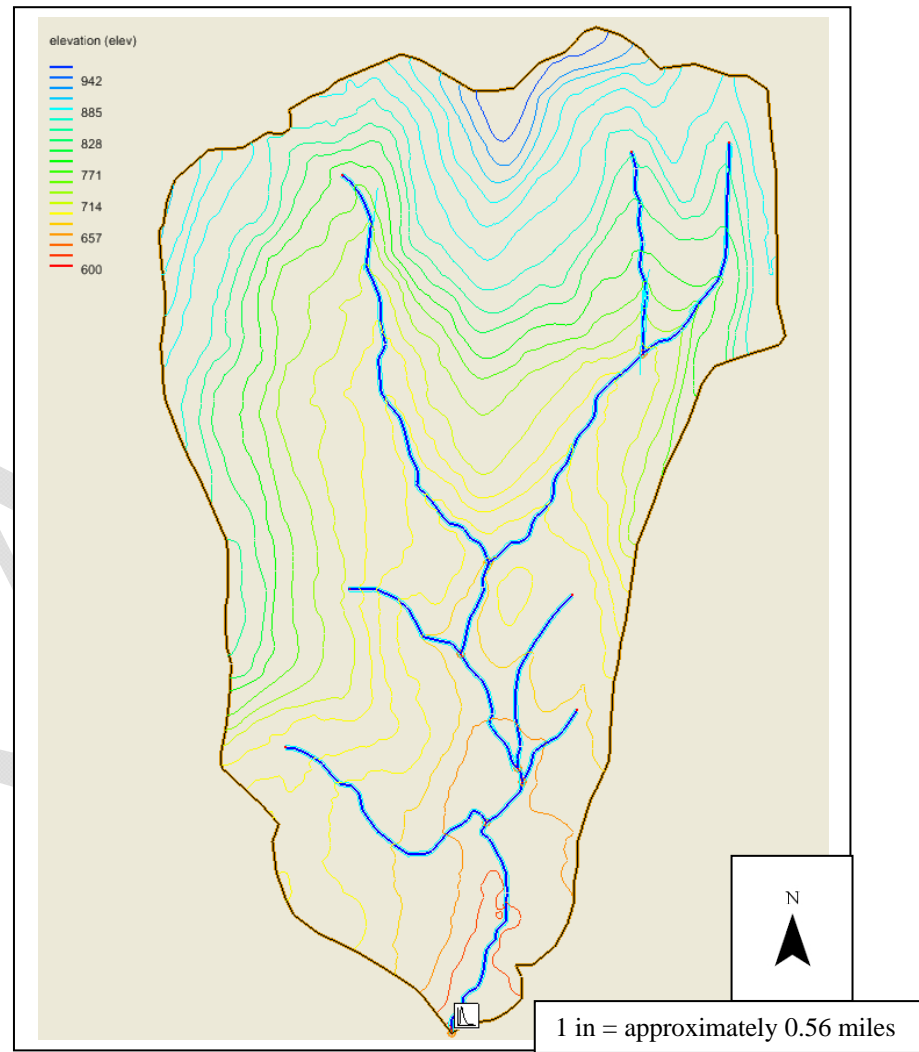 elevation (elev)
942
885
828
771
714
657
600
N
1 in = approximately 0.56 miles